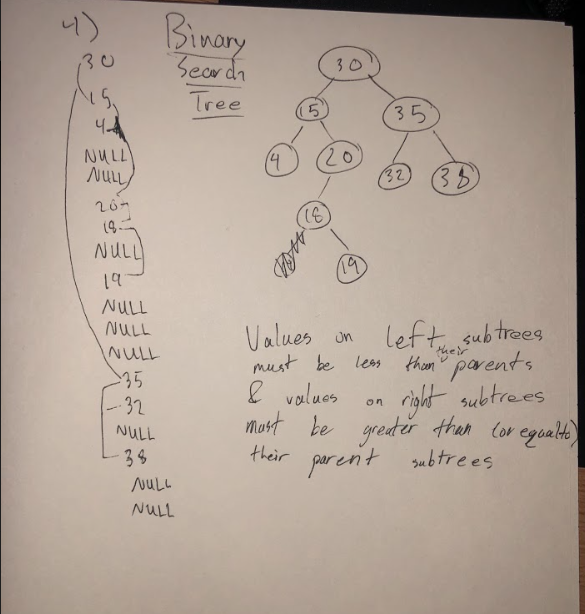 4)
Binary
Search
Tree
30
15
4
NULL
NULL
20
18
NULL
19
NULL
NULL
NULL
35
32
NULL
38
NULL
NULL
30
15 35
4 20 32 38
18
19
Values on left subtrees
must be less than their parents
& values on right subtrees
must be greater than (or equal to)
their parent subtrees